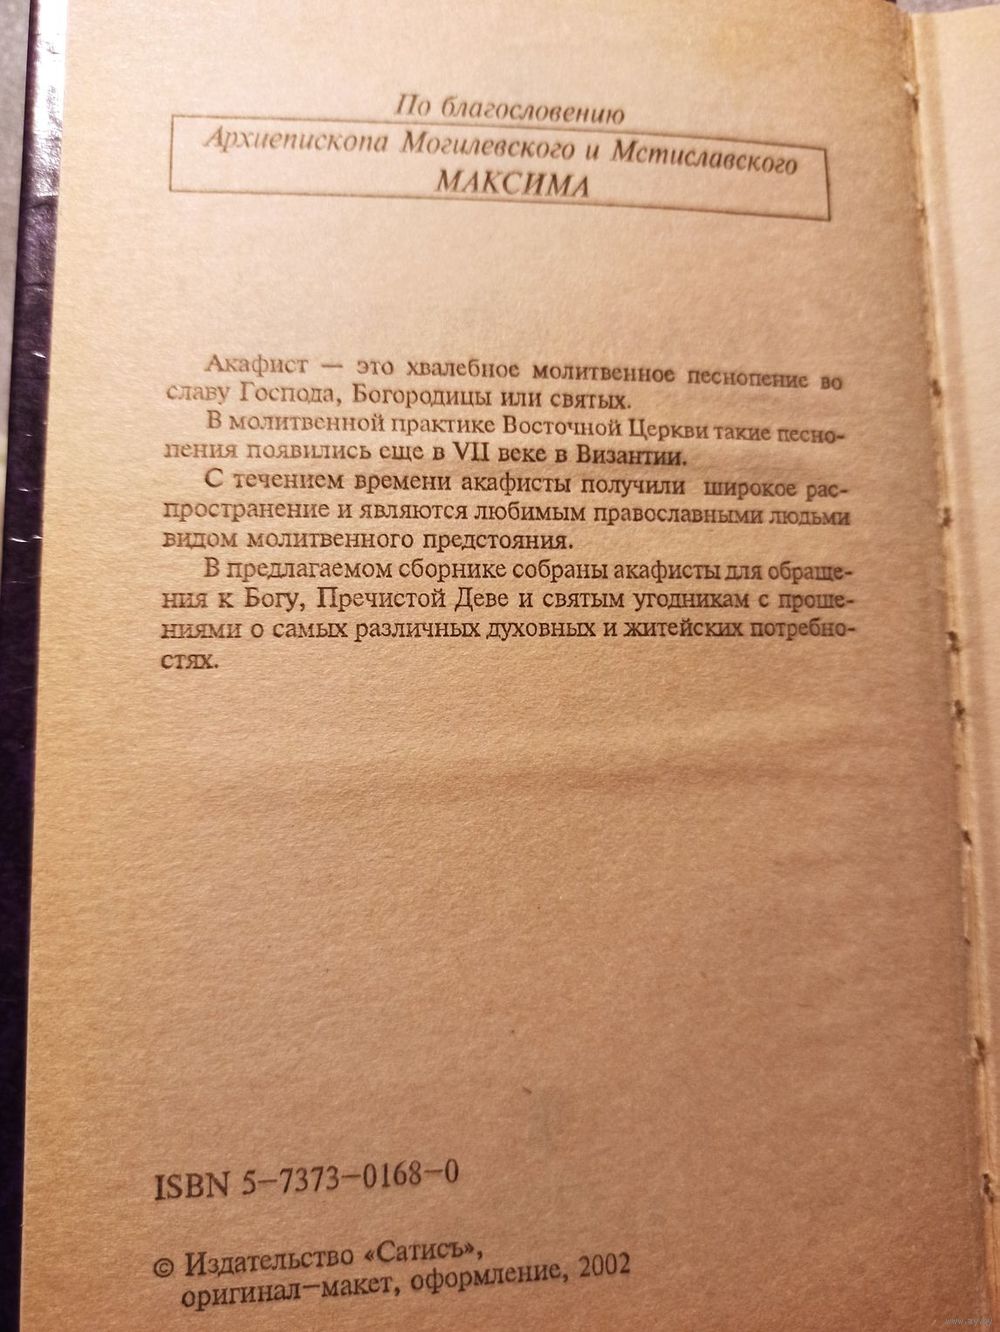 По благословению
Архиепископа Могилевского и Мстиславского
МАКСИМА
Акафист — это хвалебное молитвенное песнопение во
славу Господа, Богородицы или святых.
В молитвенной практике Восточной Церкви такие песно-
пения появились еще в VII веке в Византии.
С течением времени акафисты получили широкое рас-
пространение и являются любимым православными людьми
видом молитвенного предстояния.
В предлагаемом сборнике собраны акафисты для обраще-
ния к Богу, Пречистой Деве и святым угодникам с проше-
ниями о самых различных духовных и житейских потребно-
стях.
ISBN 5-7373-0168-0
© Издательство «Сатисъ»,
оригинал-макет, оформление, 2002
www.ay.by